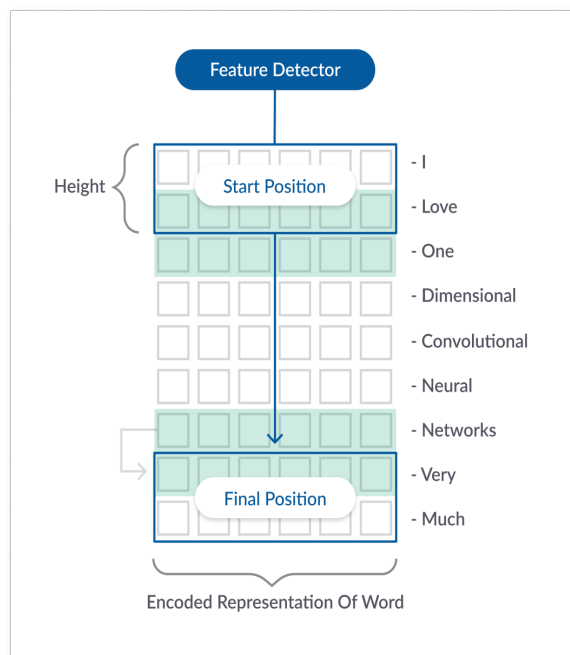 Feature Detector
- I
Height
Start Position
- Love
- One
- Dimensional
- Convolutional
- Neural
- Networks
- Very
Final Position
- Much
Encoded Representation Of Word